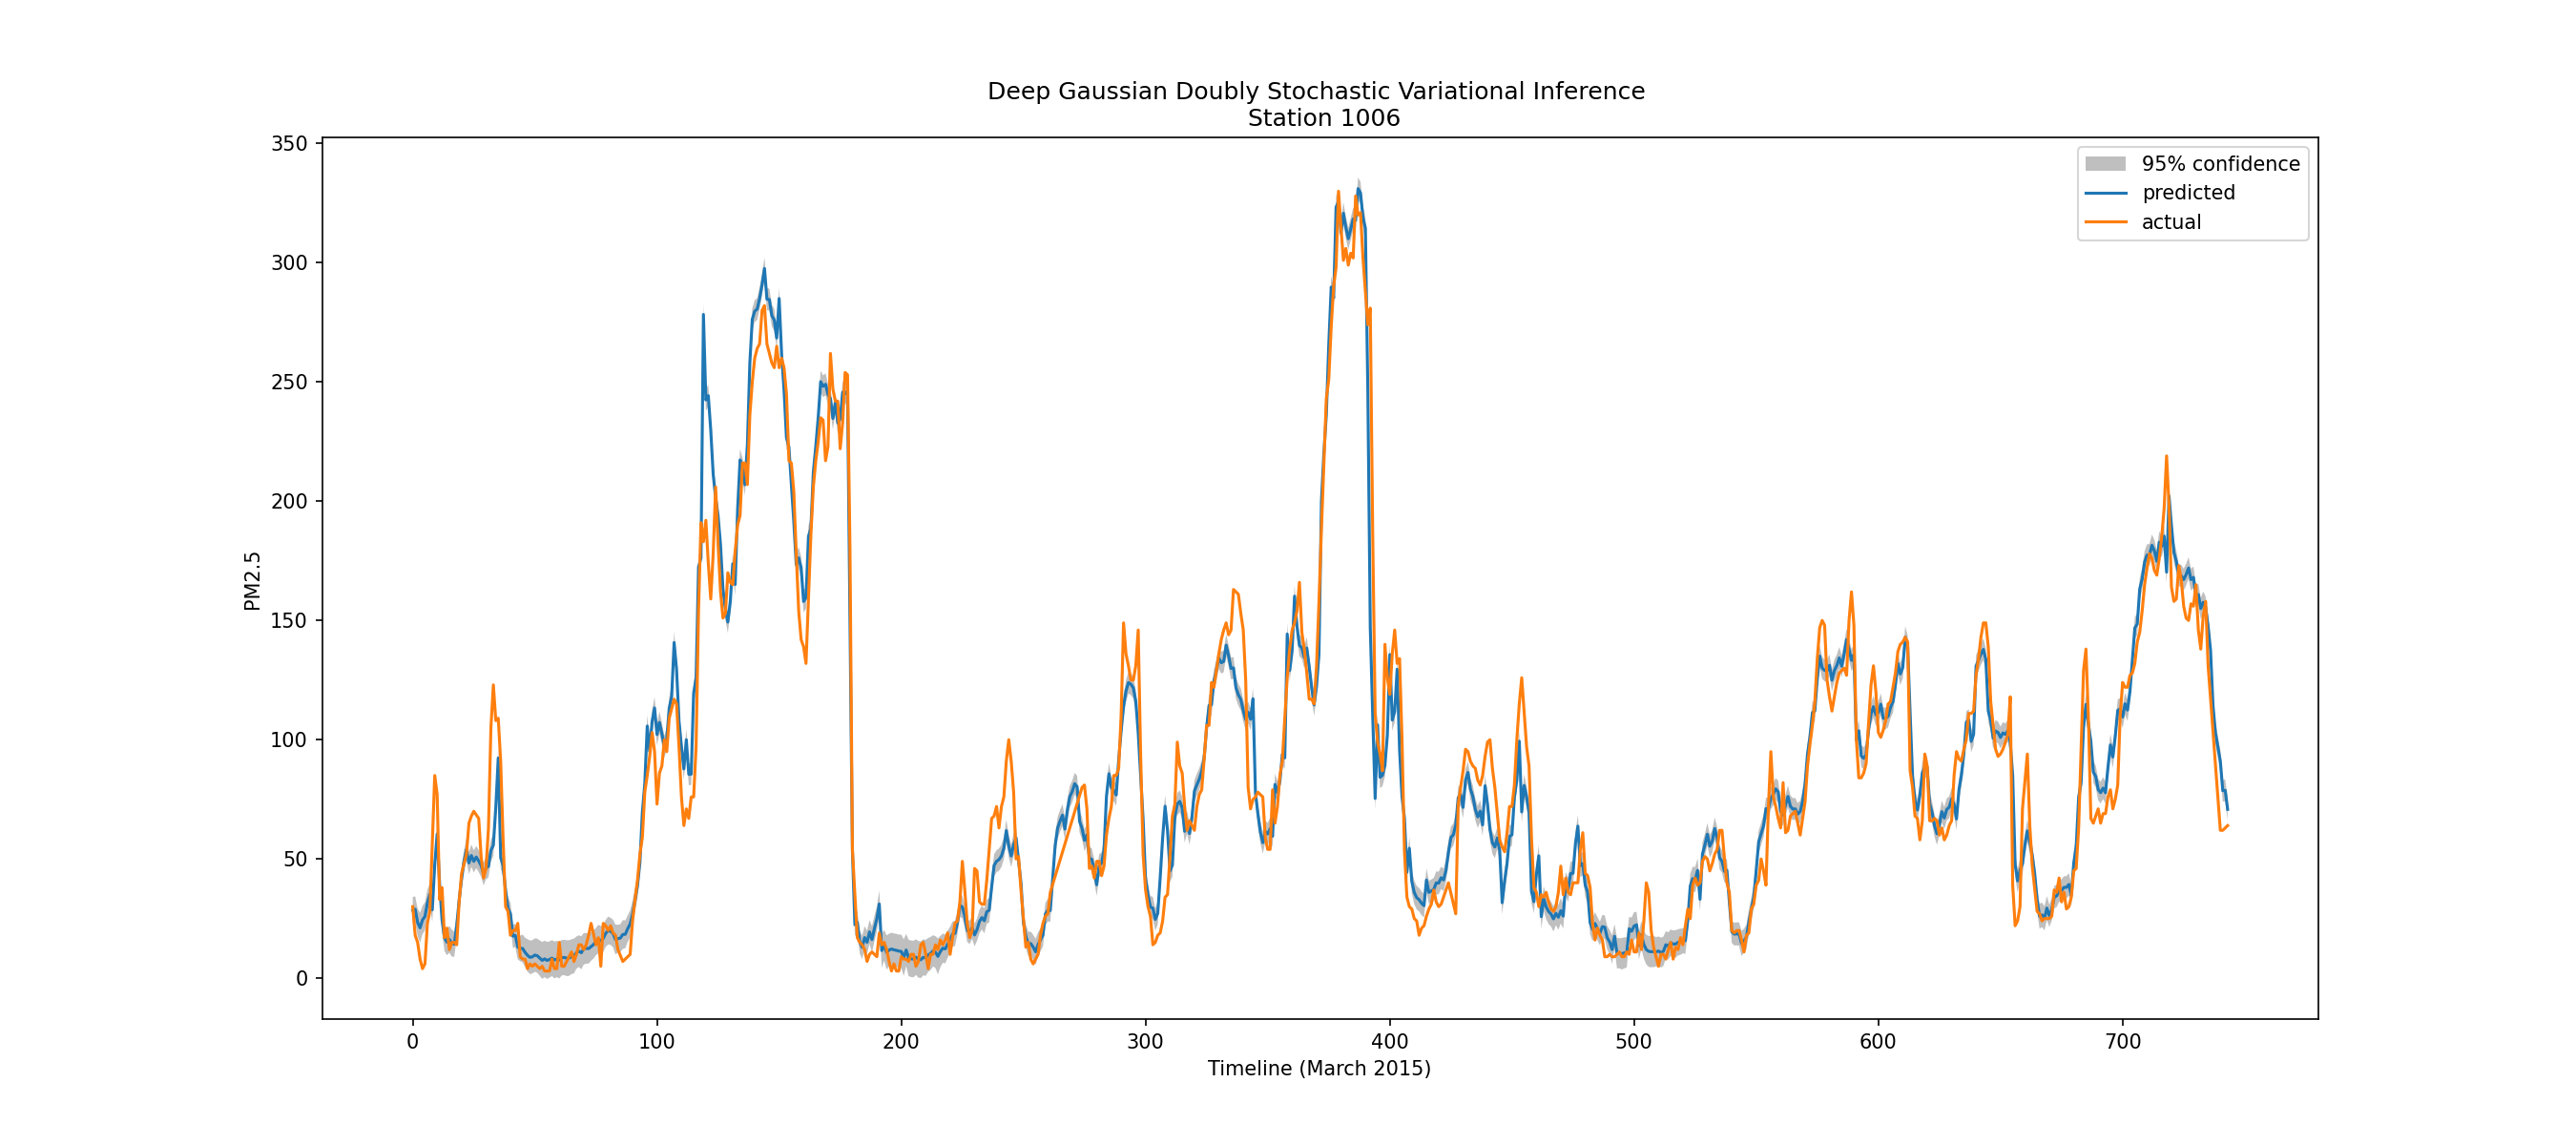 Deep Gaussian Doubly Stochastic Variational Inference
Station 1006
350
300
250
200
150
100
50
0
PM2.5
95% confidence
predicted
actual
0 100 200 300 400 500 600 700
Timeline (March 2015)